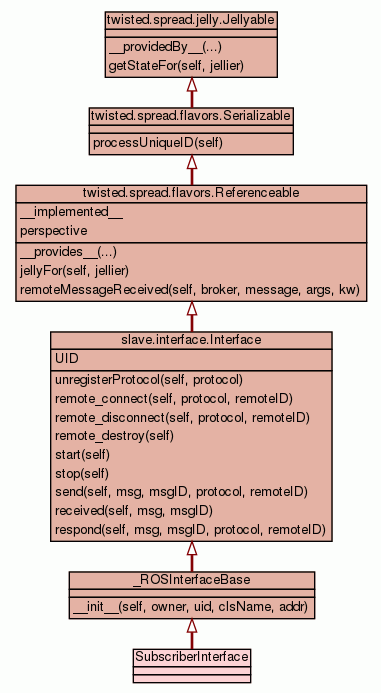 twisted.spread.jelly.Jellyable
__providedBy__(...)
getStateFor(self, jellier)
twisted.spread.flavors.Serializable
processUniqueID(self)
twisted.spread.flavors.Referenceable
__implemented__
perspective
__provides__(...)
jellyFor(self, jellier)
remoteMessageReceived(self, broker, message, args, kw)
slave.interface.Interface
UID
unregisterProtocol(self, protocol)
remote_connect(self, protocol, remoteID)
remote_disconnect(self, protocol, remoteID)
remote_destroy(self)
start(self)
stop(self)
send(self, msg, msgID, protocol, remoteID)
received(self, msg, msgID)
respond(self, msg, msgID, protocol, remoteID)
_ROSInterfaceBase
__init__(self, owner, uid, clsName, addr)
SubscriberInterface